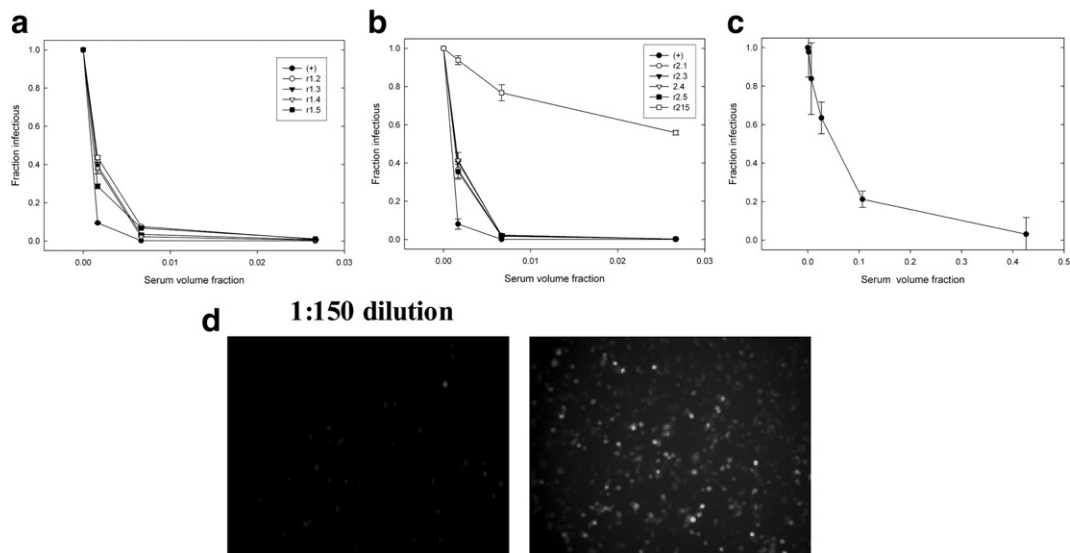 a
1.0
0.8
0.6
0.4
0.2
0.0
Fraction infectious
0.00
0.01
0.02
0.03
Serum volume fraction
(+)
r1.2
r1.3
r1.4
r1.5
b
1.0
0.8
0.6
0.4
0.2
0.0
Fraction infectious
0.00
0.01
0.02
0.03
Serum volume fraction
(+)
r2.1
r2.3
2.4
r2.5
r215
c
1.0
0.8
0.6
0.4
0.2
0.0
Fraction infectious
0.0
0.1
0.2
0.3
0.4
0.5
Serum volume fraction
d
1:150 dilution